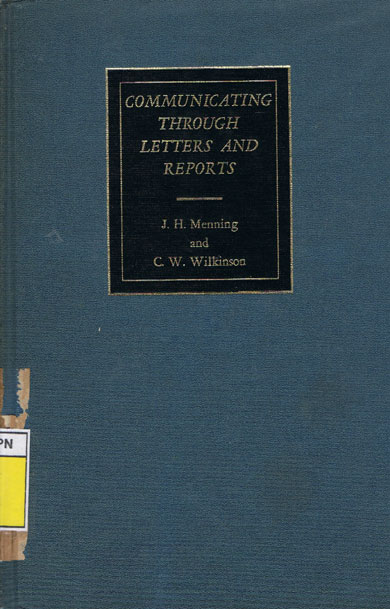 COMMUNICATING
THROUGH
LETTERS AND
REPORTS
J. H. Menning
and
C. W. Wilkinson
PN